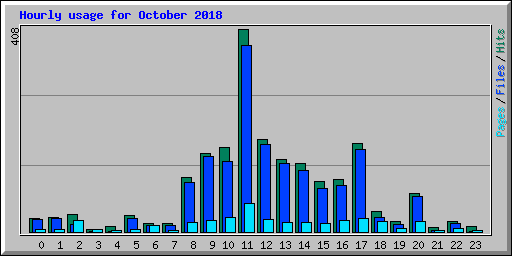 Hourly usage for October 2018
408
Pages / Files / Hits
0 1 2 3 4 5 6 7 8 9 10 11 12 13 14 15 16 17 18 19 20 21 22 23